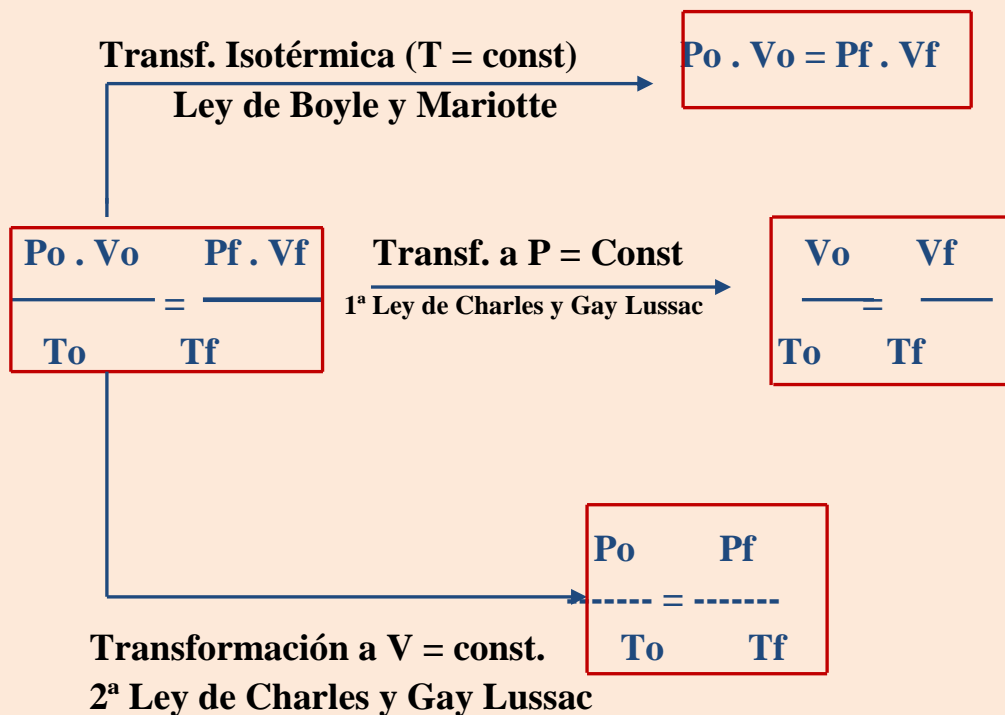 Transf. Isotérmica (T = const)
Po . Vo = Pf . Vf
Ley de Boyle y Mariotte
Po . Vo Pf . Vf
=
To Tf
Transf. a P = Const
1ª Ley de Charles y Gay Lussac
Vo Vf
=
To Tf
Po Pf
------- = -------
To Tf
Transformación a V = const.
2ª Ley de Charles y Gay Lussac